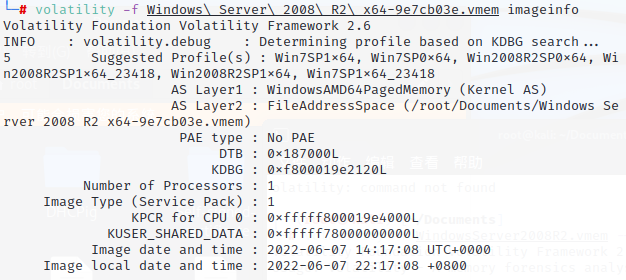 └─# volatility -f Windows\ Server\ 2008\ R2\ x64-9e7cb03e.vmem imageinfo
Volatility Foundation Volatility Framework 2.6
INFO    : volatility.debug    : Determining profile based on KDBG search...
5         Suggested Profile(s) : Win7SP1x64, Win7SP0x64, Win2008R2SP0x64, Wi
n2008R2SP1x64_23418, Win2008R2SP1x64, Win7SP1x64_23418
AS Layer1 : WindowsAMD64PagedMemory (Kernel AS)
AS Layer2 : FileAddressSpace (/root/Documents/Windows Se
rver 2008 R2 x64-9e7cb03e.vmem)
PAE type : No PAE
DTB : 0x187000L
KDBG : 0xf800019e2120L
Number of Processors : 1
Image Type (Service Pack) : 1
KPCR for CPU 0 : 0xfffff800019e4000L
KUSER_SHARED_DATA : 0xfffff78000000000L
Image date and time : 2022-06-07 14:17:08 UTC+0000
Image local date and time : 2022-06-07 22:17:08 +0800